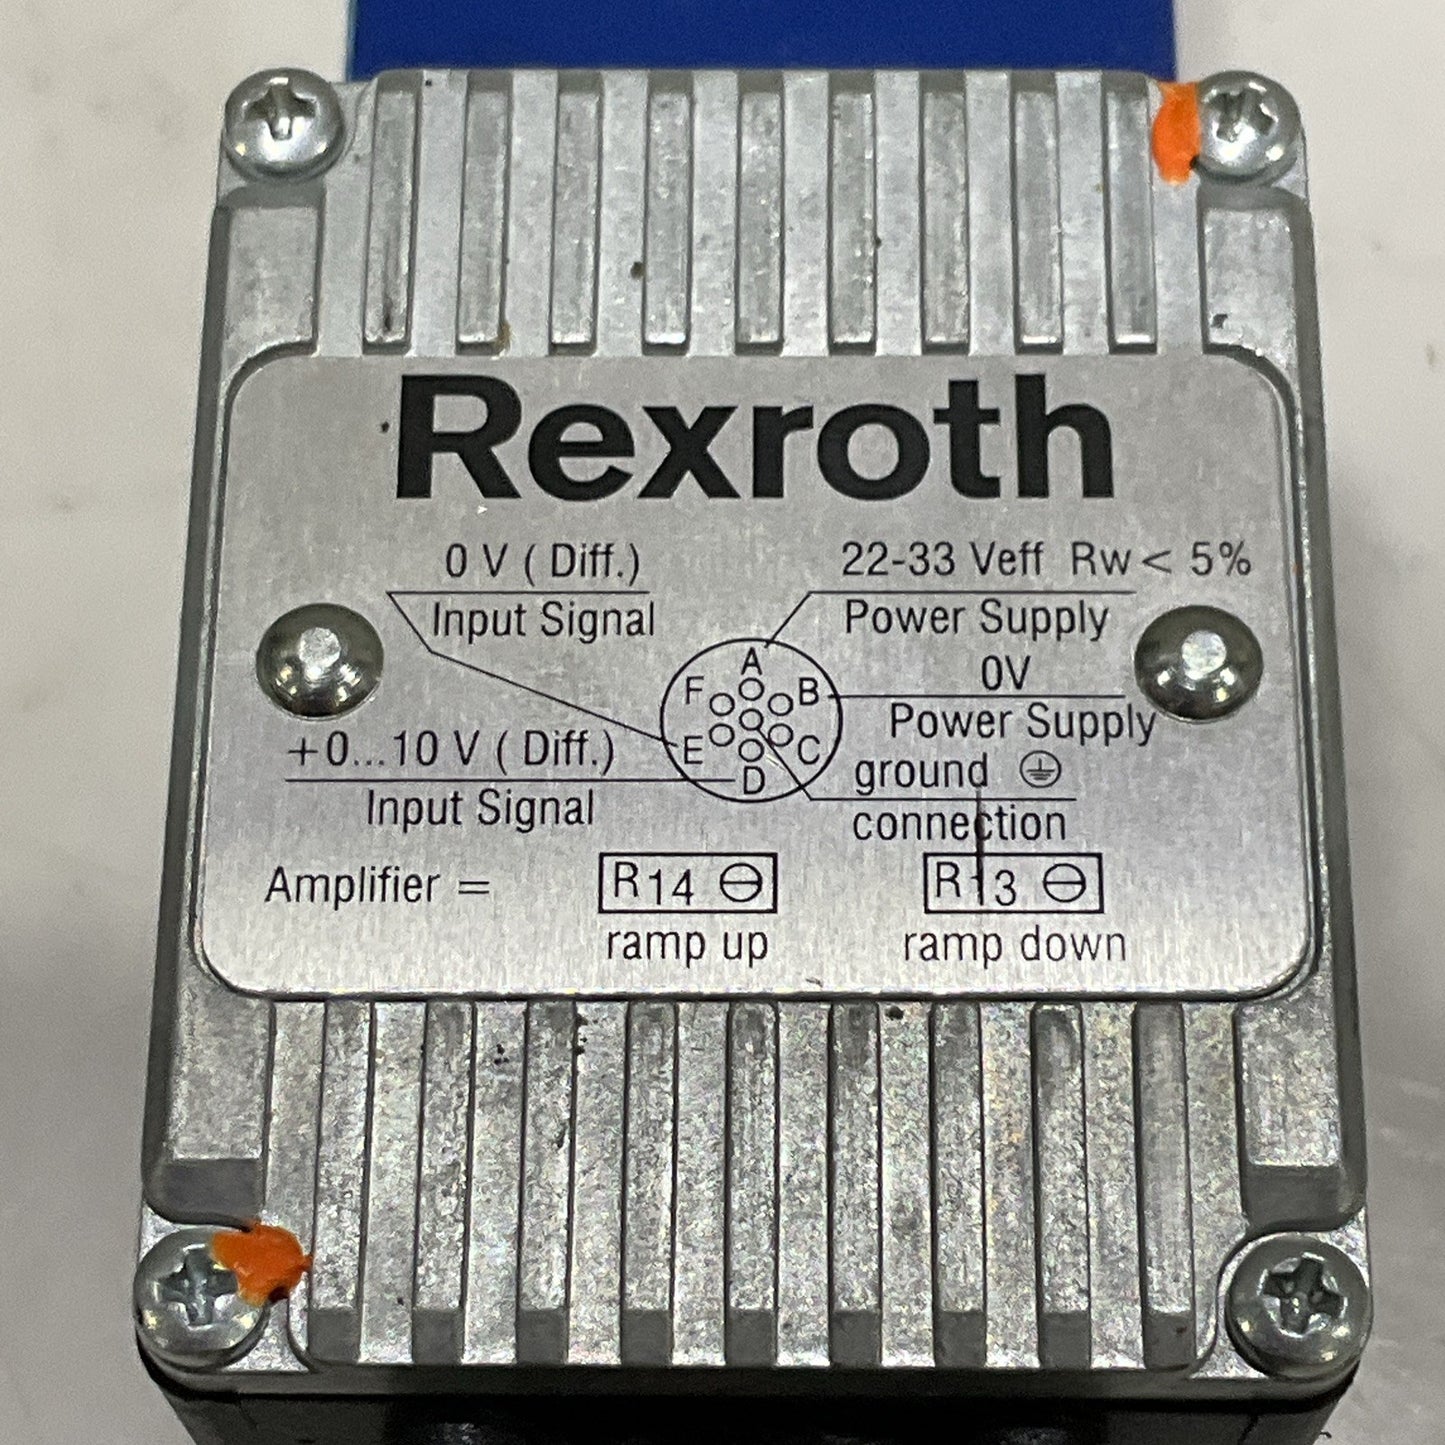 Rexroth
0 V ( Diff.)
Input Signal
22-33 Veff Rw < 5%
Power Supply
0V
Power Supply
A
F B
E C
D
+0...10 V ( Diff.)
Input Signal
ground
connection
Amplifier = R14 R13
ramp up ramp down